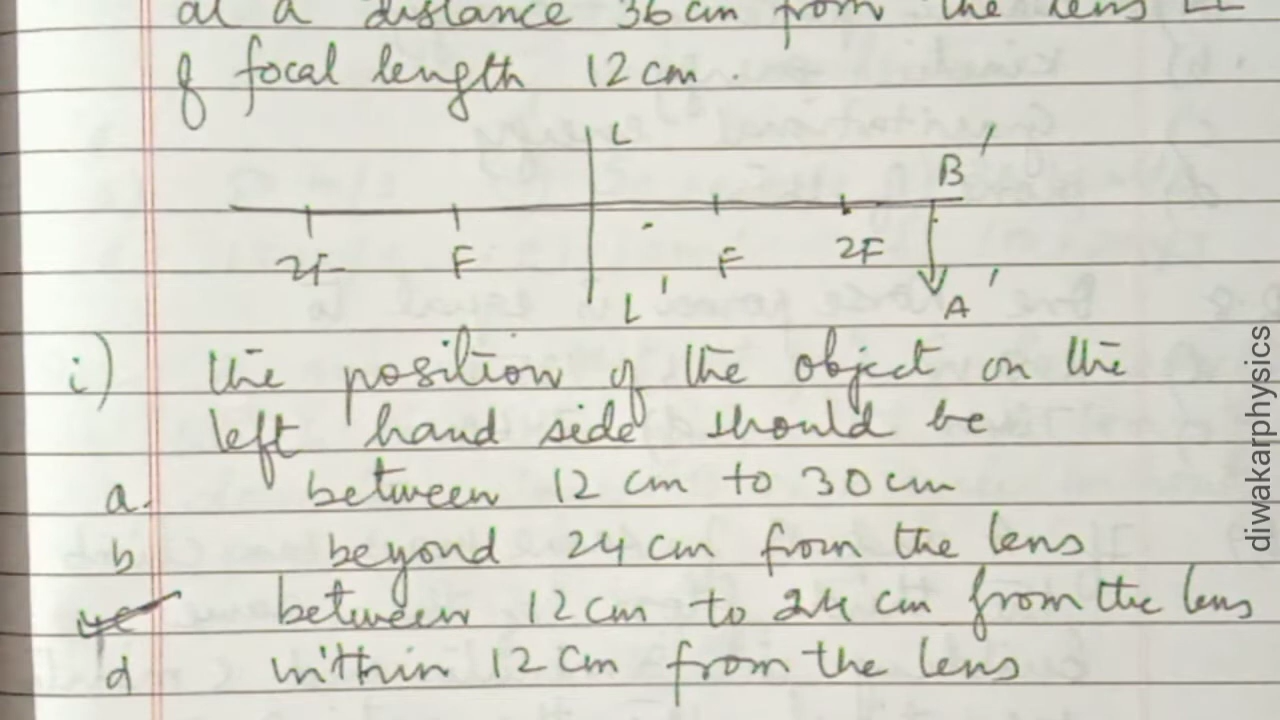 at a distance 36 cm from the lens LL
of focal length 12 cm.
L
B'
2F F F 2F
L' A'
i) the position of the object on the
left hand side should be
a. between 12 cm to 30 cm
b beyond 24 cm from the lens
c between 12 cm to 24 cm from the lens
d within 12 cm from the lens
diwakarphysics